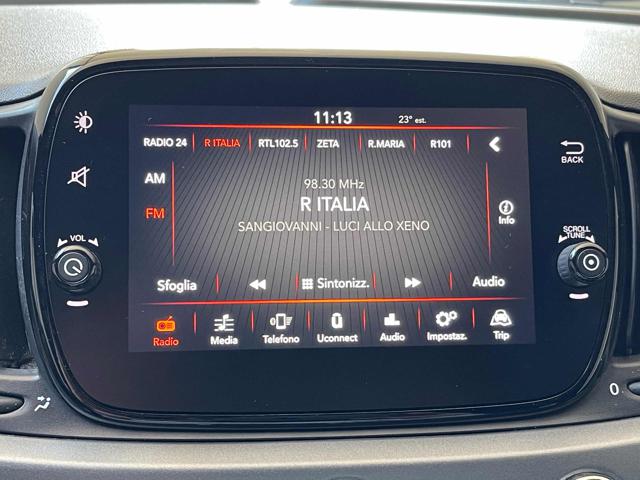 11:13 23° est.
RADIO 24 R ITALIA RTL102.5 ZETA R.MARIA R101
BACK
AM
98.30 MHz
R ITALIA
FM
Info
SANGIOVANNI - LUCI ALLO XENO
VOL
SCROLL
TUNE
Sfoglia Sintonizz. Audio
Radio Media Telefono Uconnect Audio Impostaz. Trip
0